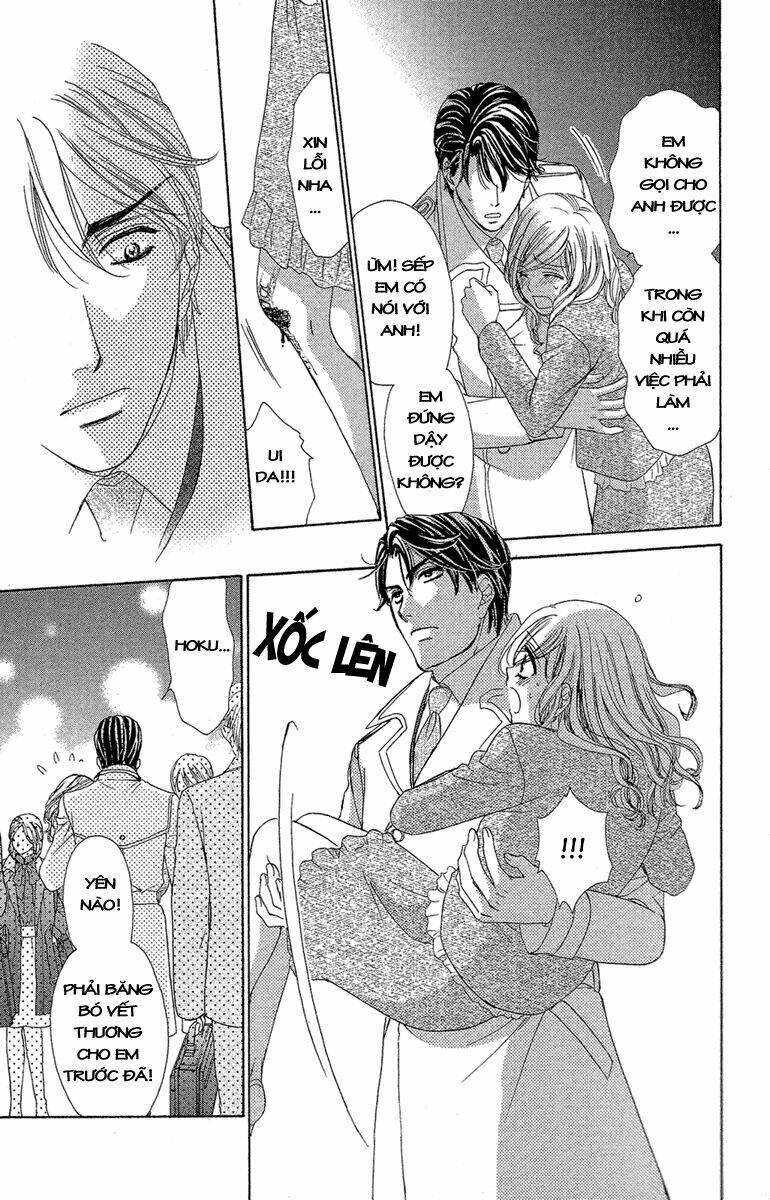 EM
KHÔNG
GỌI CHO
ANH ĐƯỢC
...
TRONG
KHI CÒN
QUÁ
NHIỀU
VIỆC PHẢI
LÀM
...
ỪM! SẾP
EM CÓ
NÓI VỚI
ANH!
EM
ĐỨNG
DẬY
ĐƯỢC
KHÔNG?
XIN
LỖI
NHA
...
UI
DA!!!
XỐC LÊN
!!!
HOKU...
YÊN
NÀO!
PHẢI BĂNG
BÓ VẾT
THƯƠNG
CHO EM
TRƯỚC ĐÃ!